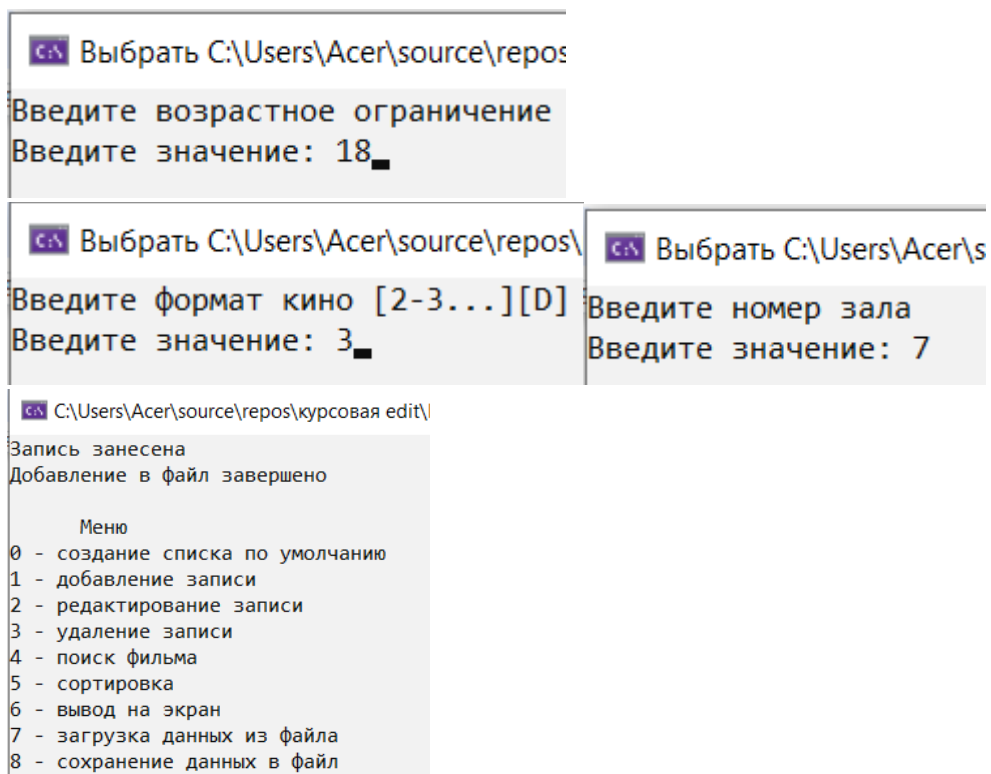 Выбрать C:\Users\Acer\source\repos
Введите возрастное ограничение
Введите значение: 18
Выбрать C:\Users\Acer\source\repos\
Введите формат кино [2-3...][D]
Введите значение: 3
Выбрать C:\Users\Acer\s
Введите номер зала
Введите значение: 7
C:\Users\Acer\source\repos\курсовая edit\
Запись занесена
Добавление в файл завершено
Меню
0 - создание списка по умолчанию
1 - добавление записи
2 - редактирование записи
3 - удаление записи
4 - поиск фильма
5 - сортировка
6 - вывод на экран
7 - загрузка данных из файла
8 - сохранение данных в файл